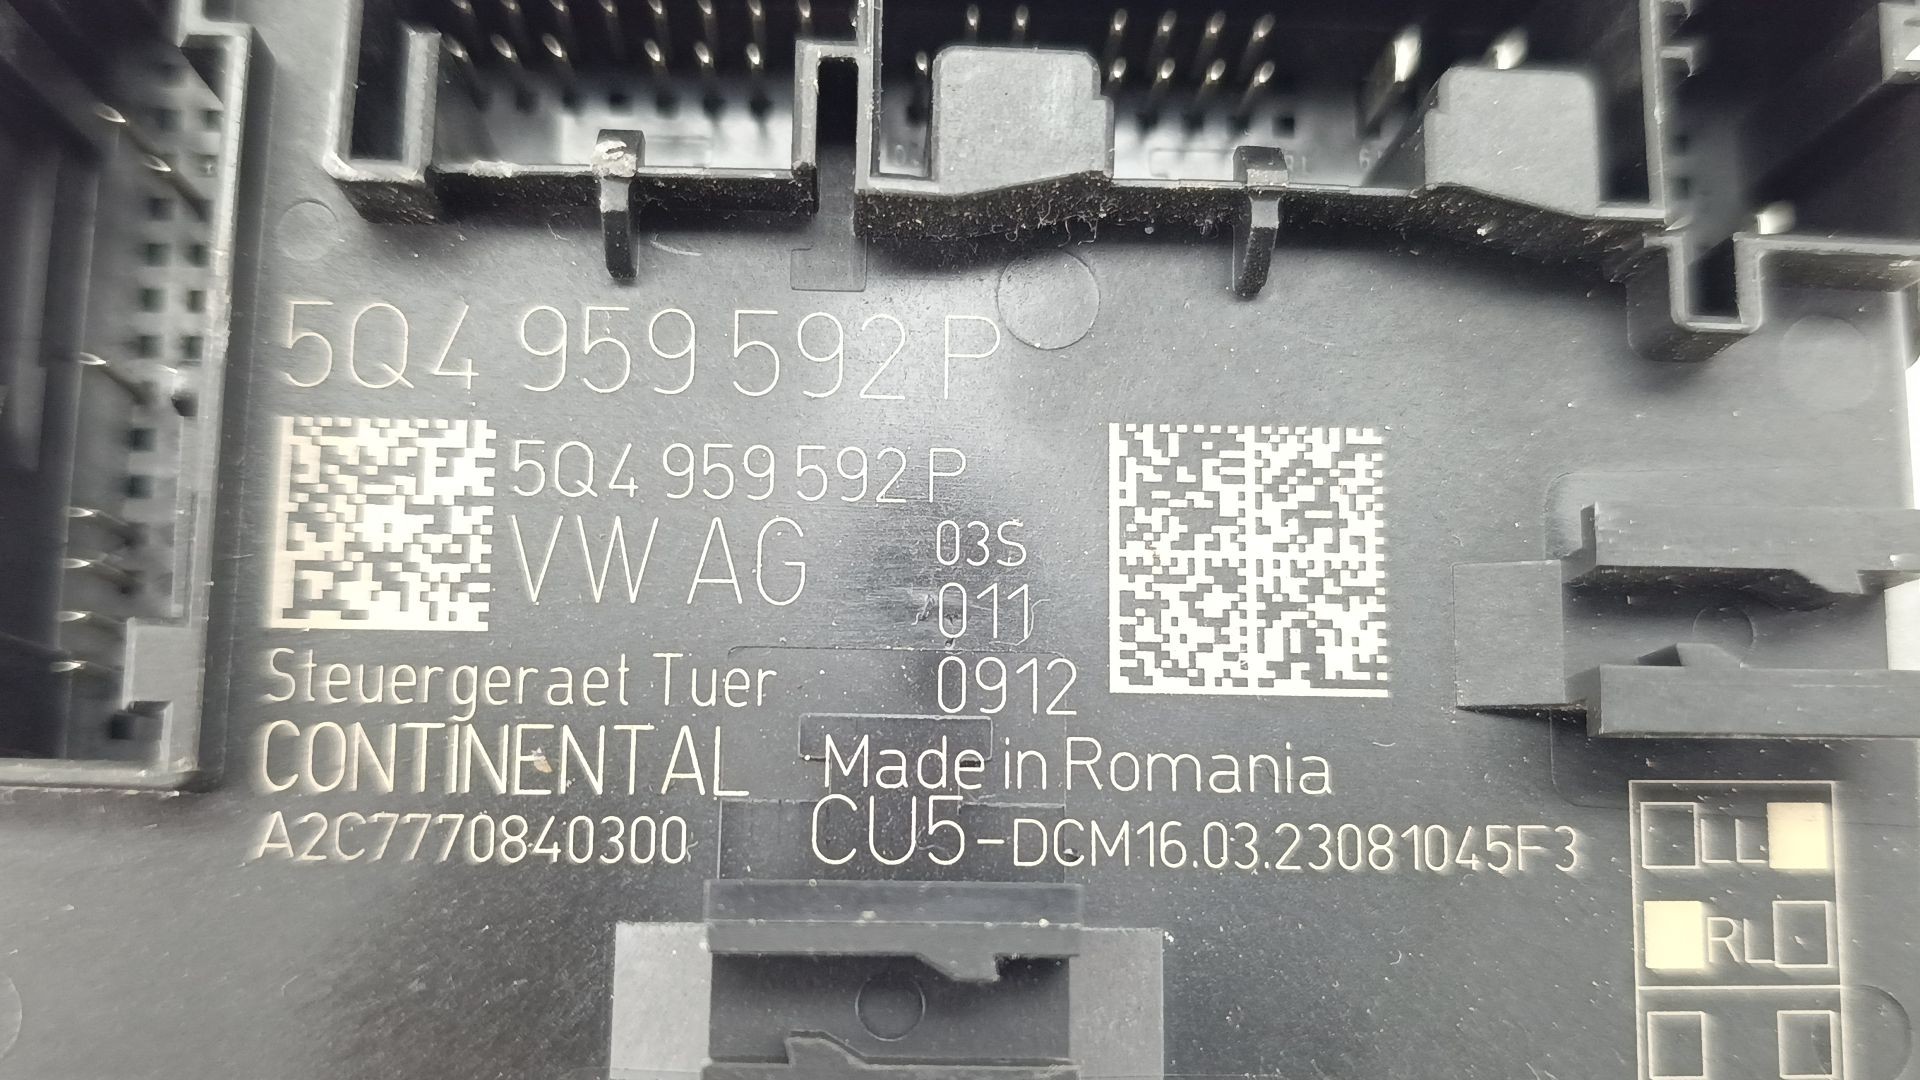 5Q4 959 592 P
5Q4 959 592 P
VW AG
03S
011
0912
Steuergeraet Tuer
CONTINENTAL
Made in Romania
A2C7770840300
CU5-DCM16.03.23081045F3
LL
RL